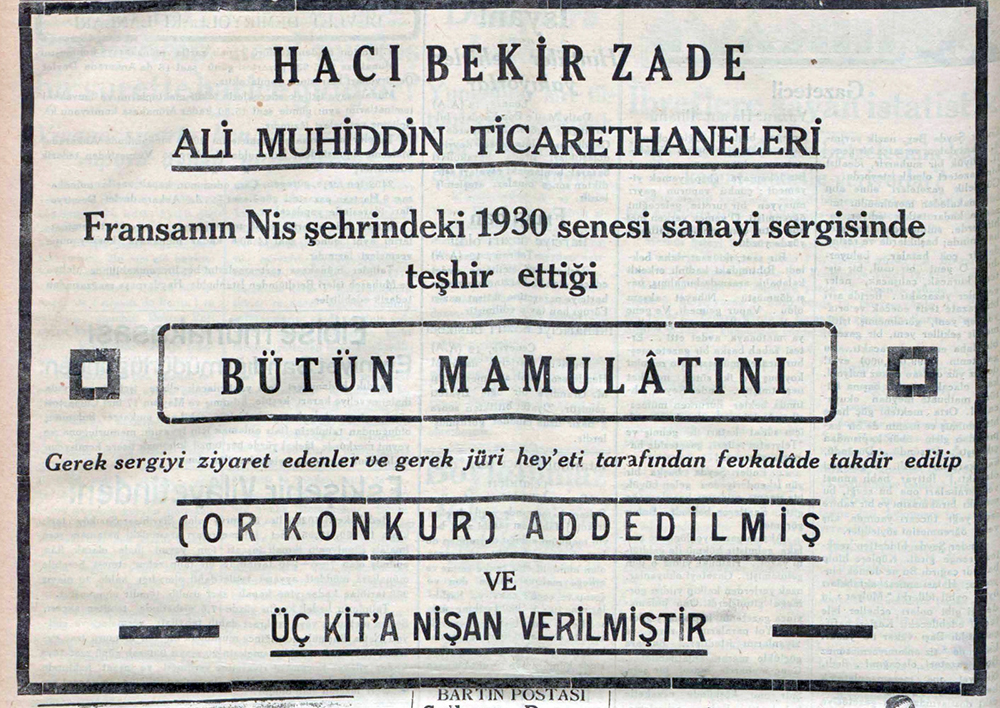 HACI BEKİR ZADE
ALİ MUHİDDİN TİCARETHANELERİ
Fransanın Nis şehrindeki 1930 senesi sanayi sergisinde
teşhir ettiği
BÜTÜN MAMULÂTINI
Gerek sergiyi ziyaret edenler ve gerek jüri hey'eti tarafından fevkalâde takdir edilip
(OR KONKUR) ADDEDİLMİŞ
VE
ÜÇ KİT'A NİŞAN VERİLMİŞTİR
BARTIN POSTASI